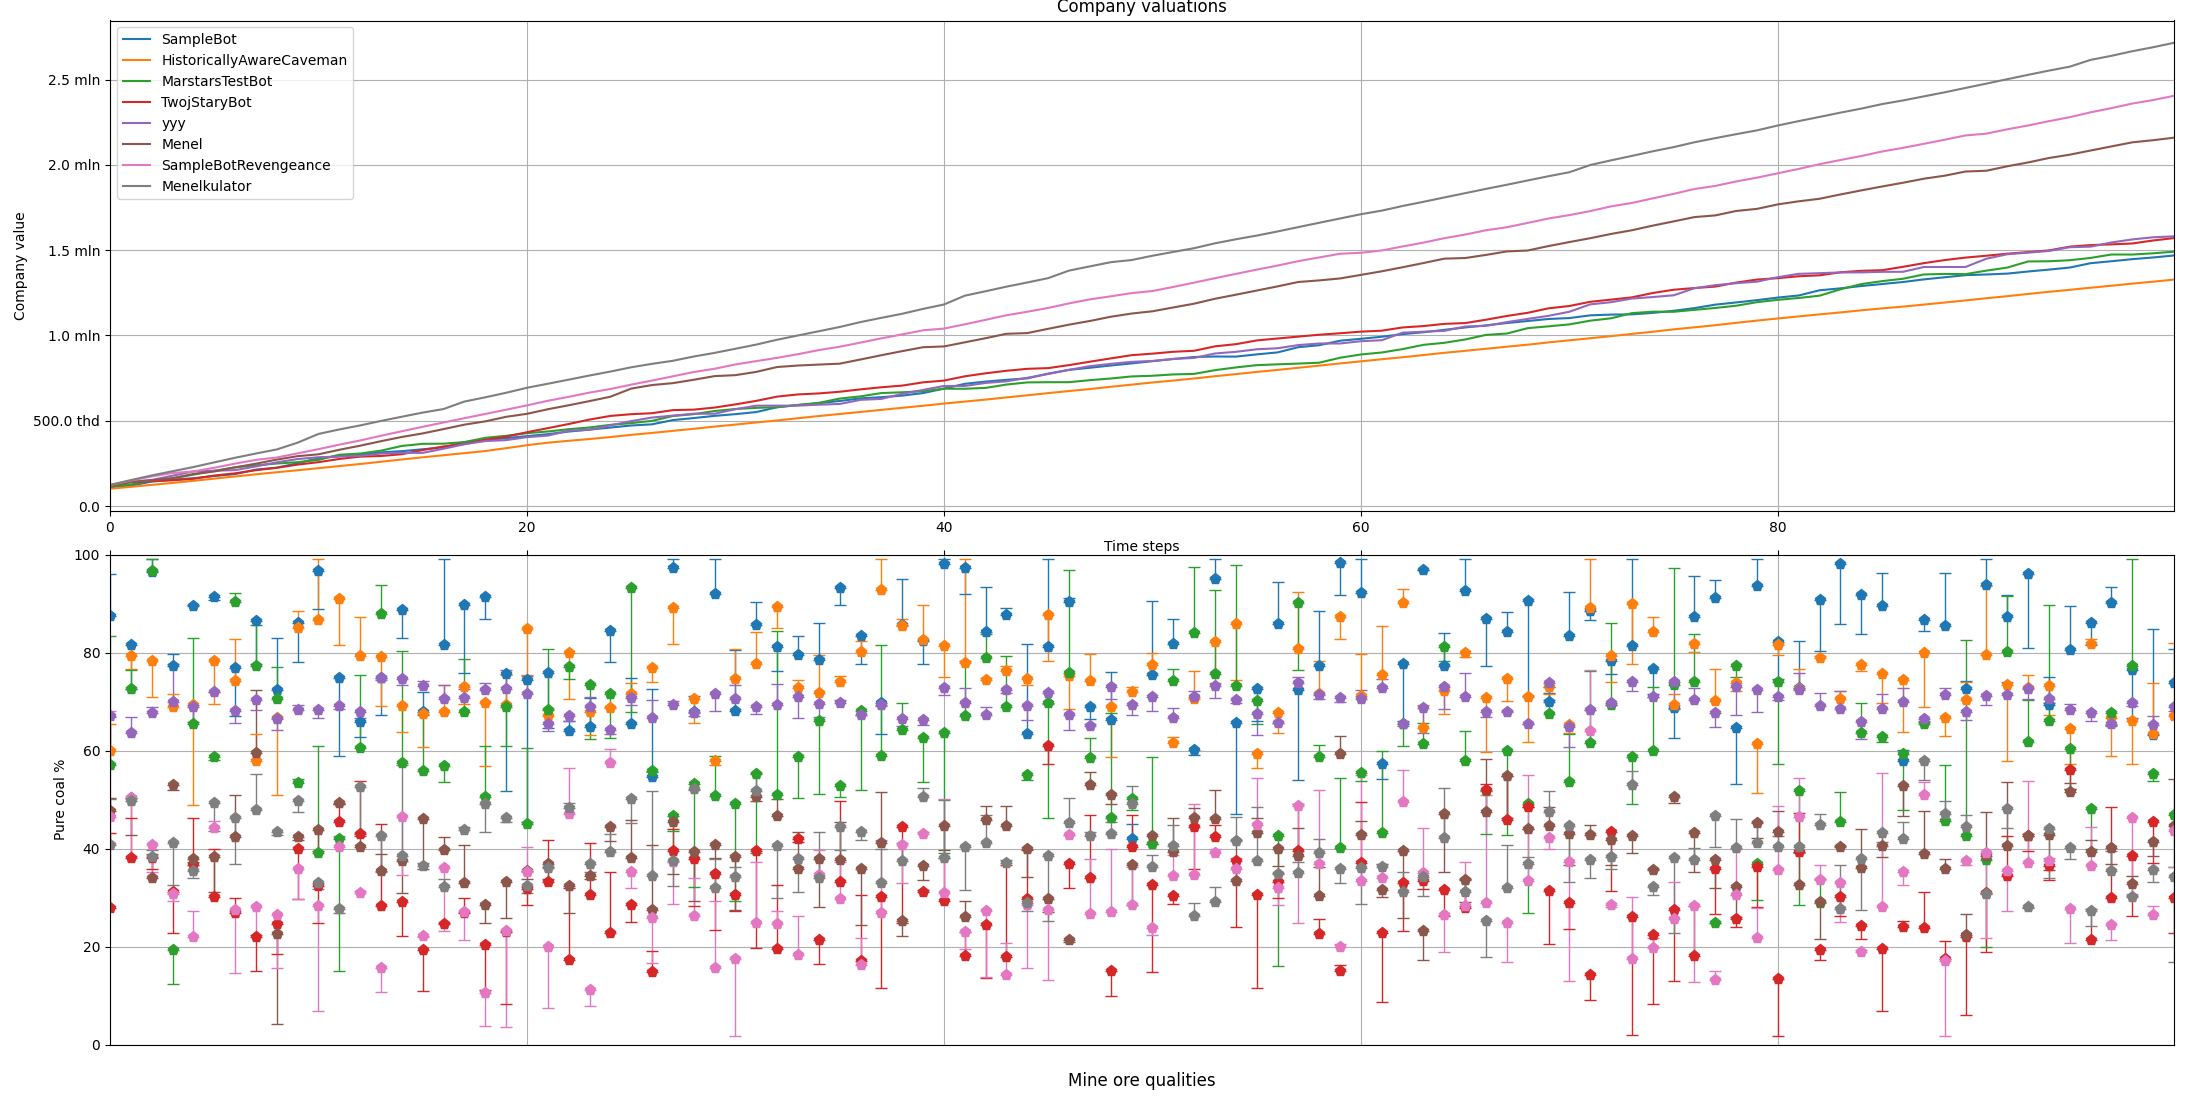 Company valuations
SampleBot
HistoricallyAwareCaveman
MarstarsTestBot
TwojStaryBot
yyy
Menel
SampleBotRevengeance
Menelkulator
Company value
2.5 mln
2.0 mln
1.5 mln
1.0 mln
500.0 thd
0.0
0 20 40 60 80
Time steps
Pure coal %
100
80
60
40
20
0
Mine ore qualities